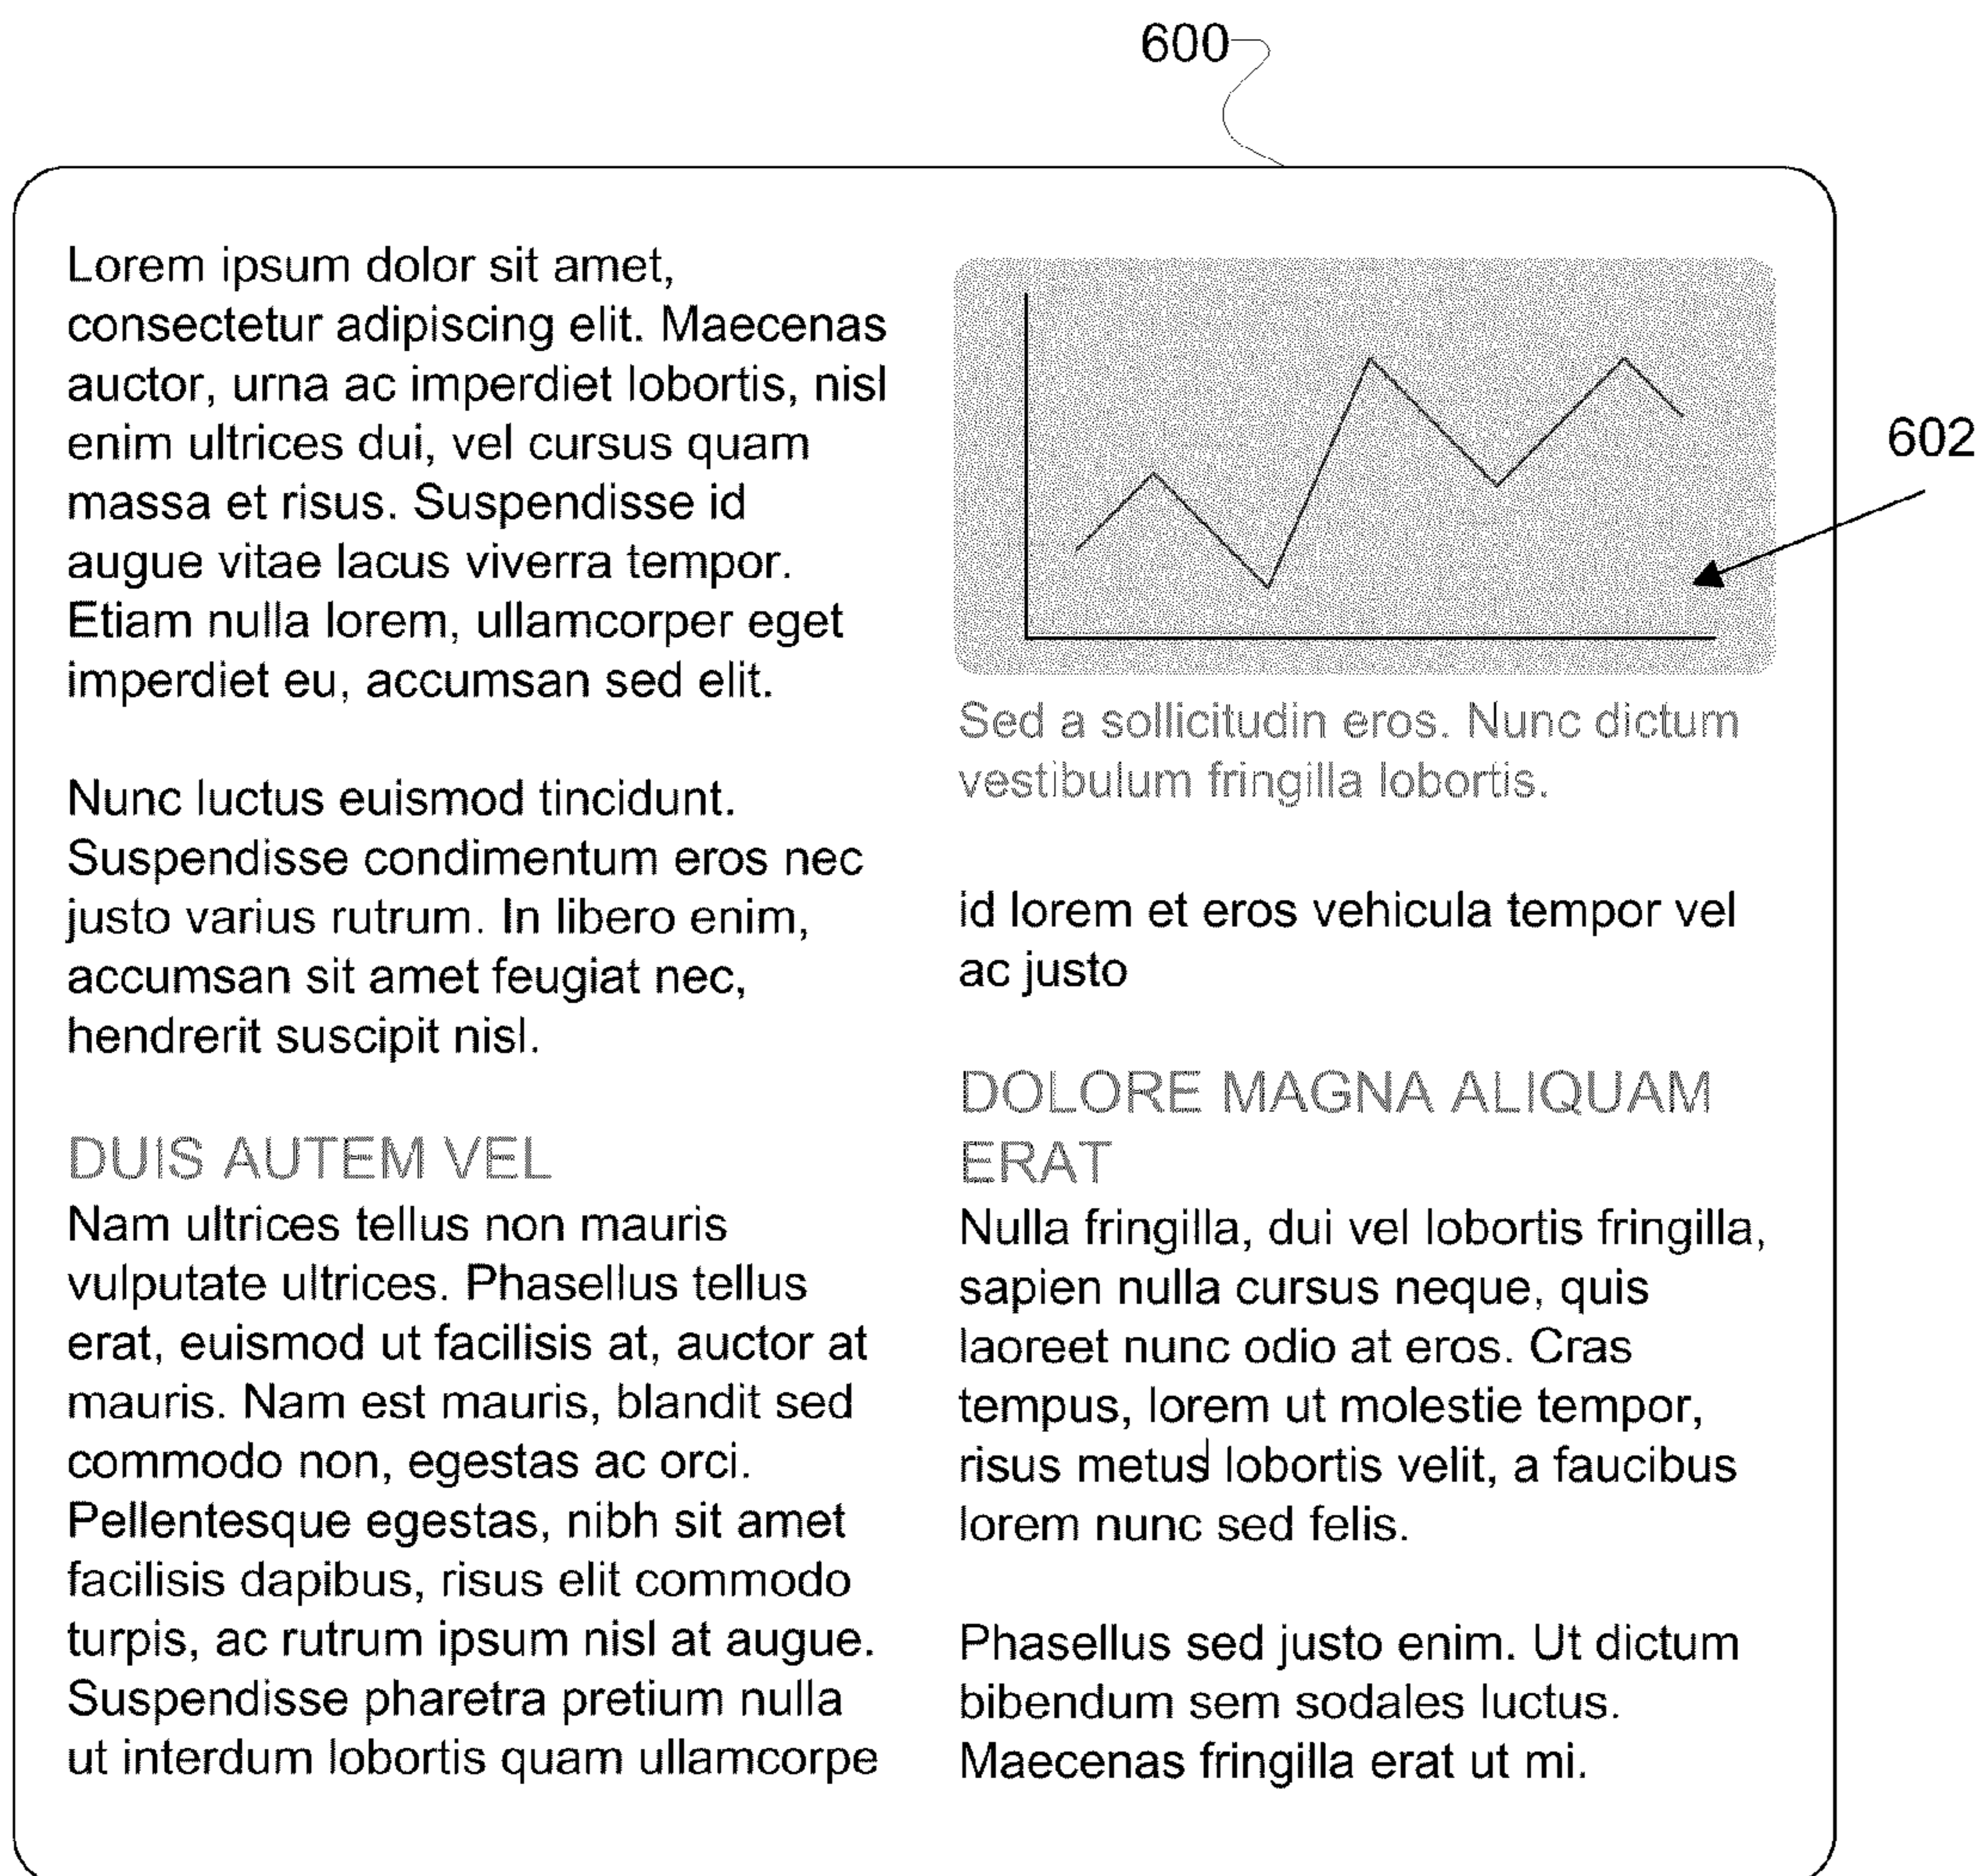 600
Lorem ipsum dolor sit amet,
consectetur adipiscing elit. Maecenas
auctor, urna ac imperdiet lobortis, nisl
enim ultrices dui, vel cursus quam
massa et risus. Suspendisse id
augue vitae lacus viverra tempor.
Etiam nulla lorem, ullamcorper eget
imperdiet eu, accumsan sed elit.
Nunc luctus euismod tincidunt.
Suspendisse condimentum eros nec
justo varius rutrum. In libero enim,
accumsan sit amet feugiat nec,
hendrerit suscipit nisl.
DUIS AUTEM VEL
Nam ultrices tellus non mauris
vulputate ultrices. Phasellus tellus
erat, euismod ut facilisis at, auctor at
mauris. Nam est mauris, blandit sed
commodo non, egestas ac orci.
Pellentesque egestas, nibh sit amet
facilisis dapibus, risus elit commodo
turpis, ac rutrum ipsum nisl at augue.
Suspendisse pharetra pretium nulla
ut interdum lobortis quam ullamcorpe
602
Sed a sollicitudin eros. Nunc dictum
vestibulum fringilla lobortis.
id lorem et eros vehicula tempor vel
ac justo
DOLORE MAGNA ALIQUAM
ERAT
Nulla fringilla, dui vel lobortis fringilla,
sapien nulla cursus neque, quis
laoreet nunc odio at eros. Cras
tempus, lorem ut molestie tempor,
risus metus lobortis velit, a faucibus
lorem nunc sed felis.
Phasellus sed justo enim. Ut dictum
bibendum sem sodales luctus.
Maecenas fringilla erat ut mi.